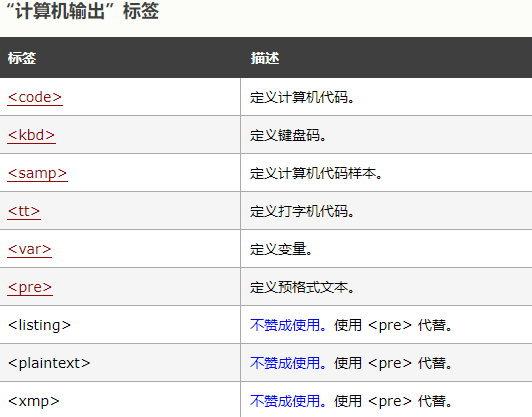 “计算机输出”标签
标签 描述
<code> 定义计算机代码。
<kbd> 定义键盘码。
<samp> 定义计算机代码样本。
<tt> 定义打字机代码。
<var> 定义变量。
<pre> 定义预格式文本。
<listing> 不赞成使用。使用 <pre> 代替。
<plaintext> 不赞成使用。使用 <pre> 代替。
<xmp> 不赞成使用。使用 <pre> 代替。